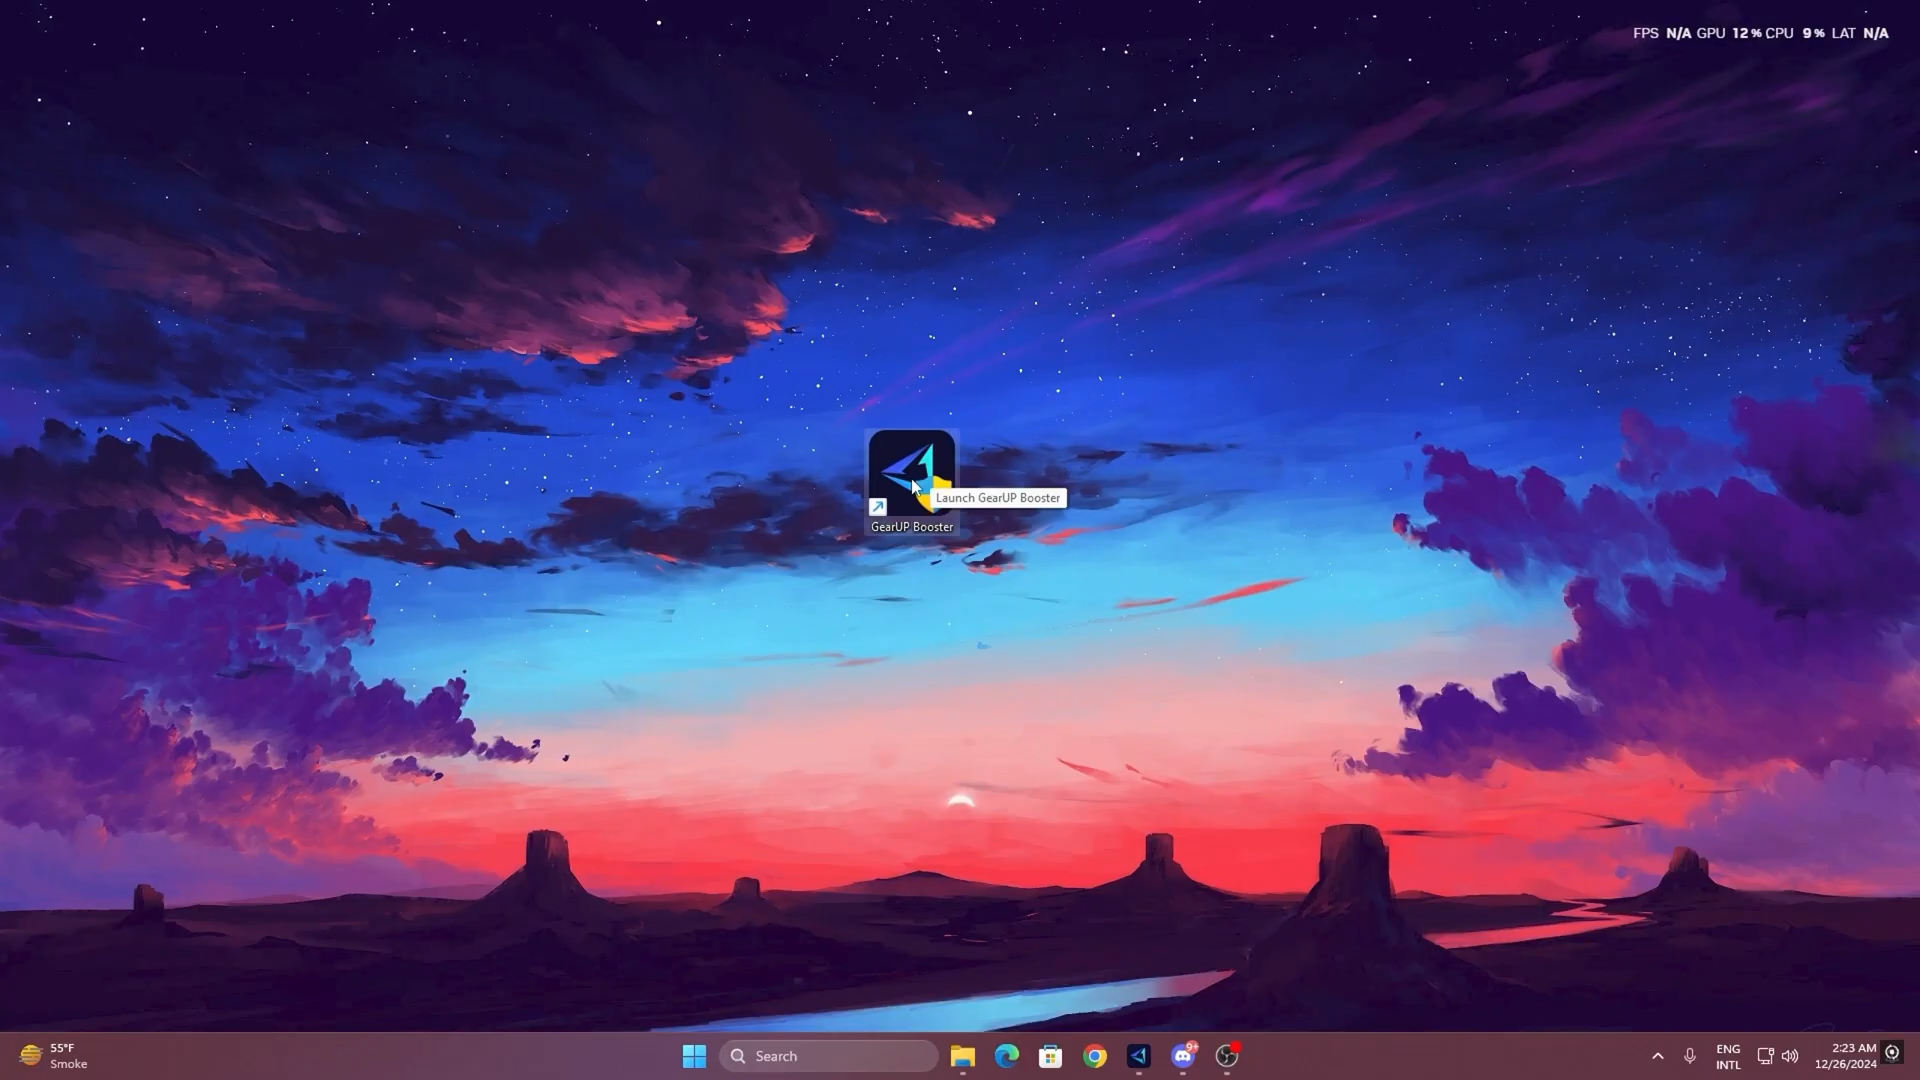 FPS N/A GPU 12% CPU 9% LAT N/A
Launch GearUP Booster
GearUP Booster
55°F
Smoke
Search
9+
ENG
INTL
2:23 AM
12/26/2024